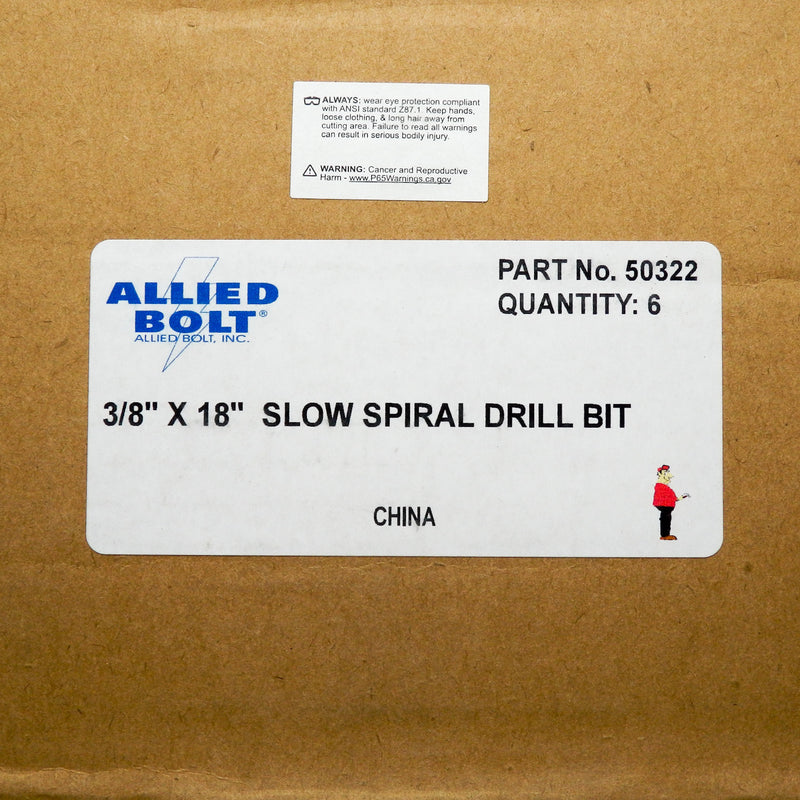 ALWAYS: wear eye protection compliant
with ANSI standard Z87.1. Keep hands,
loose clothing, & long hair away from
cutting area. Failure to read all warnings
can result in serious bodily injury.
WARNING: Cancer and Reproductive
Harm - www.P65Warnings.ca.gov
ALLIED
BOLT®
ALLIED BOLT, INC.
PART No. 50322
QUANTITY: 6
3/8" X 18" SLOW SPIRAL DRILL BIT
CHINA